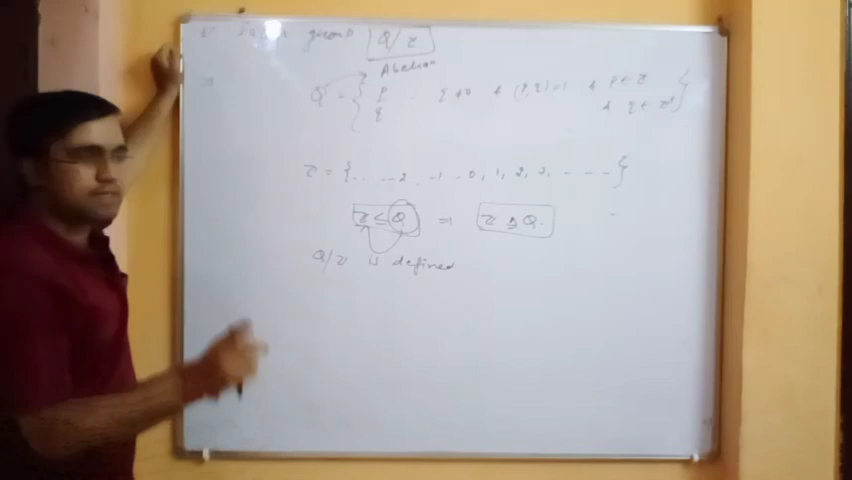 group Q/Z
Abelian
Q = { p/q : q ≠ 0 & (p, q) = 1 & p ∈ Z
& q ∈ Z⁺ }
Z = { . . . -2, -1, 0, 1, 2, 3, - - - - }
Z ≤ Q ⇒ Z ⊴ Q.
Q/Z is defined